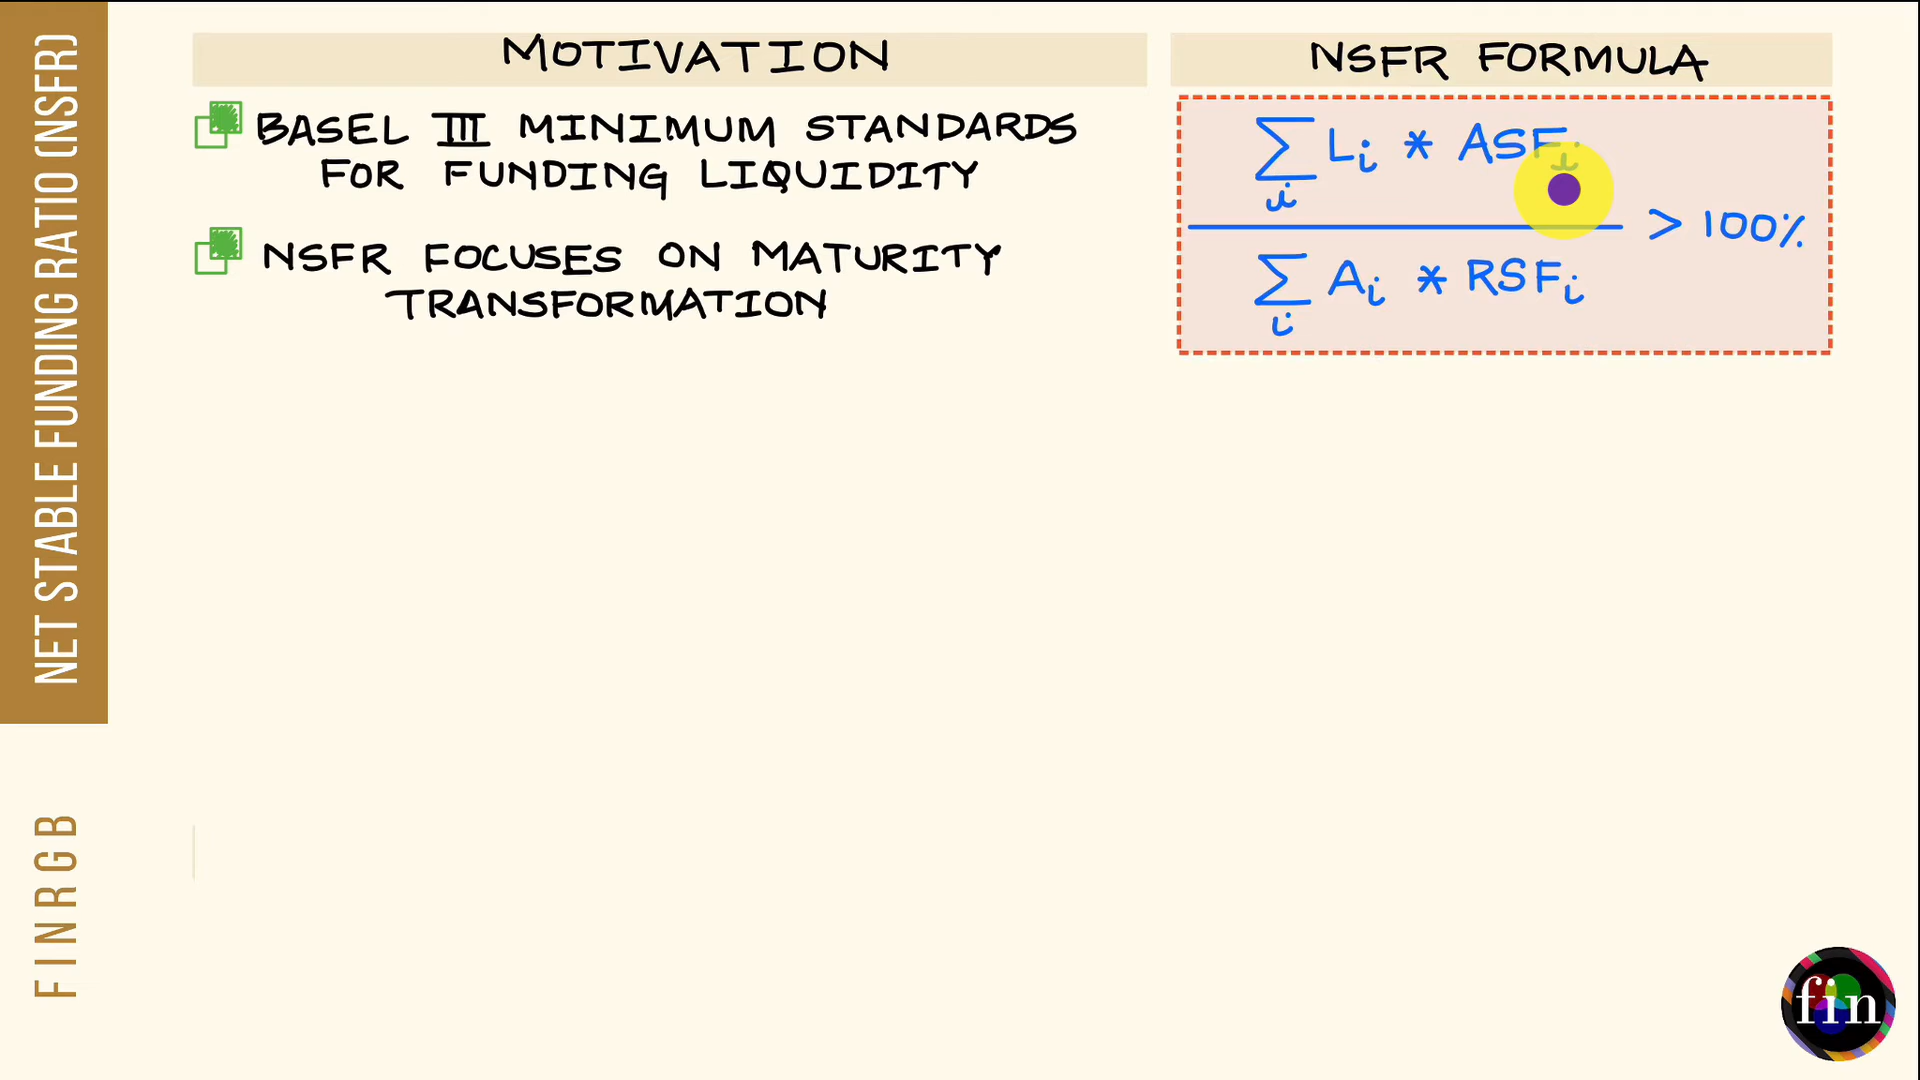 NET STABLE FUNDING RATIO (NSFR)
FINRGB
MOTIVATION
BASEL III MINIMUM STANDARDS
FOR FUNDING LIQUIDITY
NSFR FOCUSES ON MATURITY
TRANSFORMATION
NSFR FORMULA
∑ᵢ Lᵢ * ASFᵢ
> 100%
∑ᵢ Aᵢ * RSFᵢ
fin